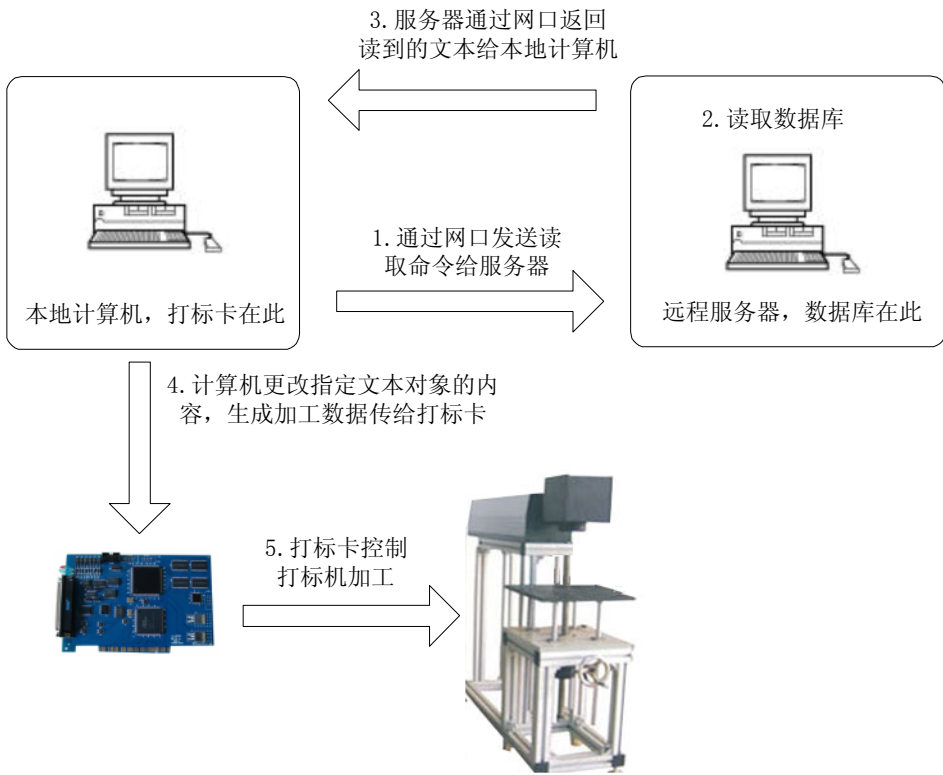 3.服务器通过网口返回
读到的文本给本地计算机
2.读取数据库
1.通过网口发送读
取命令给服务器
本地计算机，打标卡在此
远程服务器，数据库在此
4.计算机更改指定文本对象的内
容，生成加工数据传给打标卡
5.打标卡控制
打标机加工